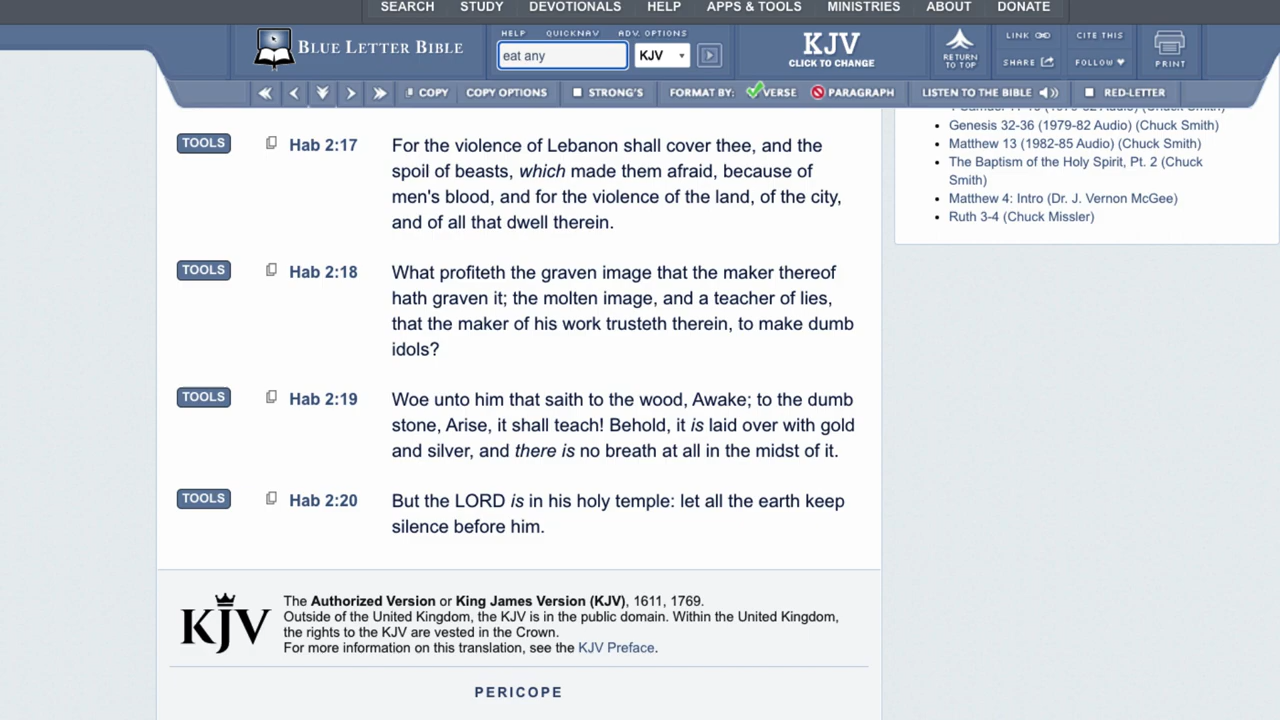 SEARCH STUDY DEVOTIONALS HELP APPS & TOOLS MINISTRIES ABOUT DONATE
BLUE LETTER BIBLE
HELP QUICKNAV ADV. OPTIONS
eat any KJV
KJV
CLICK TO CHANGE
RETURN
TO TOP
LINK CITE THIS
SHARE FOLLOW
PRINT
COPY COPY OPTIONS STRONG'S FORMAT BY: VERSE PARAGRAPH LISTEN TO THE BIBLE RED-LETTER
Genesis 32-36 (1979-82 Audio) (Chuck Smith)
Matthew 13 (1982-85 Audio) (Chuck Smith)
The Baptism of the Holy Spirit, Pt. 2 (Chuck
Smith)
Matthew 4: Intro (Dr. J. Vernon McGee)
Ruth 3-4 (Chuck Missler)
TOOLS Hab 2:17 For the violence of Lebanon shall cover thee, and the
spoil of beasts, which made them afraid, because of
men's blood, and for the violence of the land, of the city,
and of all that dwell therein.
TOOLS Hab 2:18 What profiteth the graven image that the maker thereof
hath graven it; the molten image, and a teacher of lies,
that the maker of his work trusteth therein, to make dumb
idols?
TOOLS Hab 2:19 Woe unto him that saith to the wood, Awake; to the dumb
stone, Arise, it shall teach! Behold, it is laid over with gold
and silver, and there is no breath at all in the midst of it.
TOOLS Hab 2:20 But the LORD is in his holy temple: let all the earth keep
silence before him.
KJV
The Authorized Version or King James Version (KJV), 1611, 1769.
Outside of the United Kingdom, the KJV is in the public domain. Within the United Kingdom,
the rights to the KJV are vested in the Crown.
For more information on this translation, see the KJV Preface.
PERICOPE